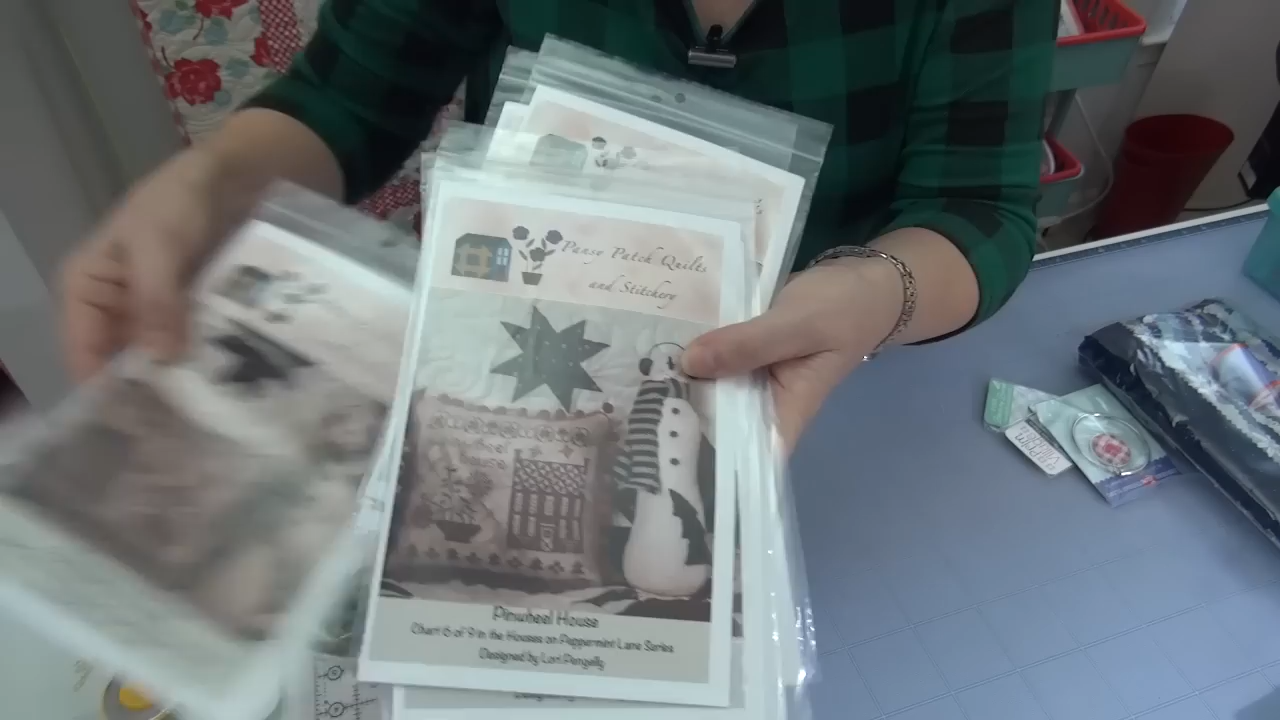 Pansy Patch Quilts
and Stitchery
Pinwheel House
Chart 6 of 9 in the Houses on Peppermint Lane Series
Designed by Lori Pengelly